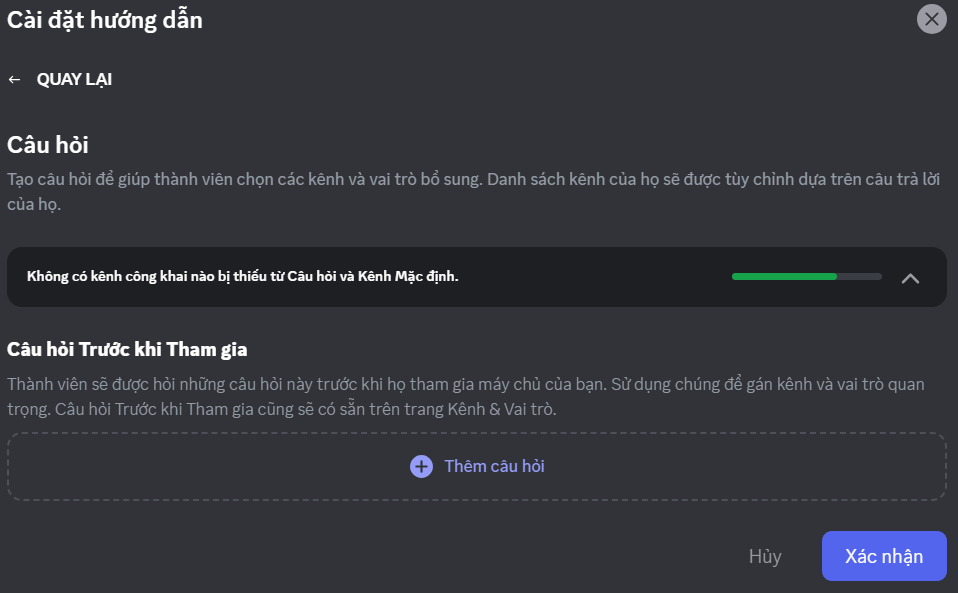 Cài đặt hướng dẫn
QUAY LẠI
Câu hỏi
Tạo câu hỏi để giúp thành viên chọn các kênh và vai trò bổ sung. Danh sách kênh của họ sẽ được tùy chỉnh dựa trên câu trả lời
của họ.
Không có kênh công khai nào bị thiếu từ Câu hỏi và Kênh Mặc định.
Câu hỏi Trước khi Tham gia
Thành viên sẽ được hỏi những câu hỏi này trước khi họ tham gia máy chủ của bạn. Sử dụng chúng để gán kênh và vai trò quan
trọng. Câu hỏi Trước khi Tham gia cũng sẽ có sẵn trên trang Kênh & Vai trò.
Thêm câu hỏi
Hủy
Xác nhận